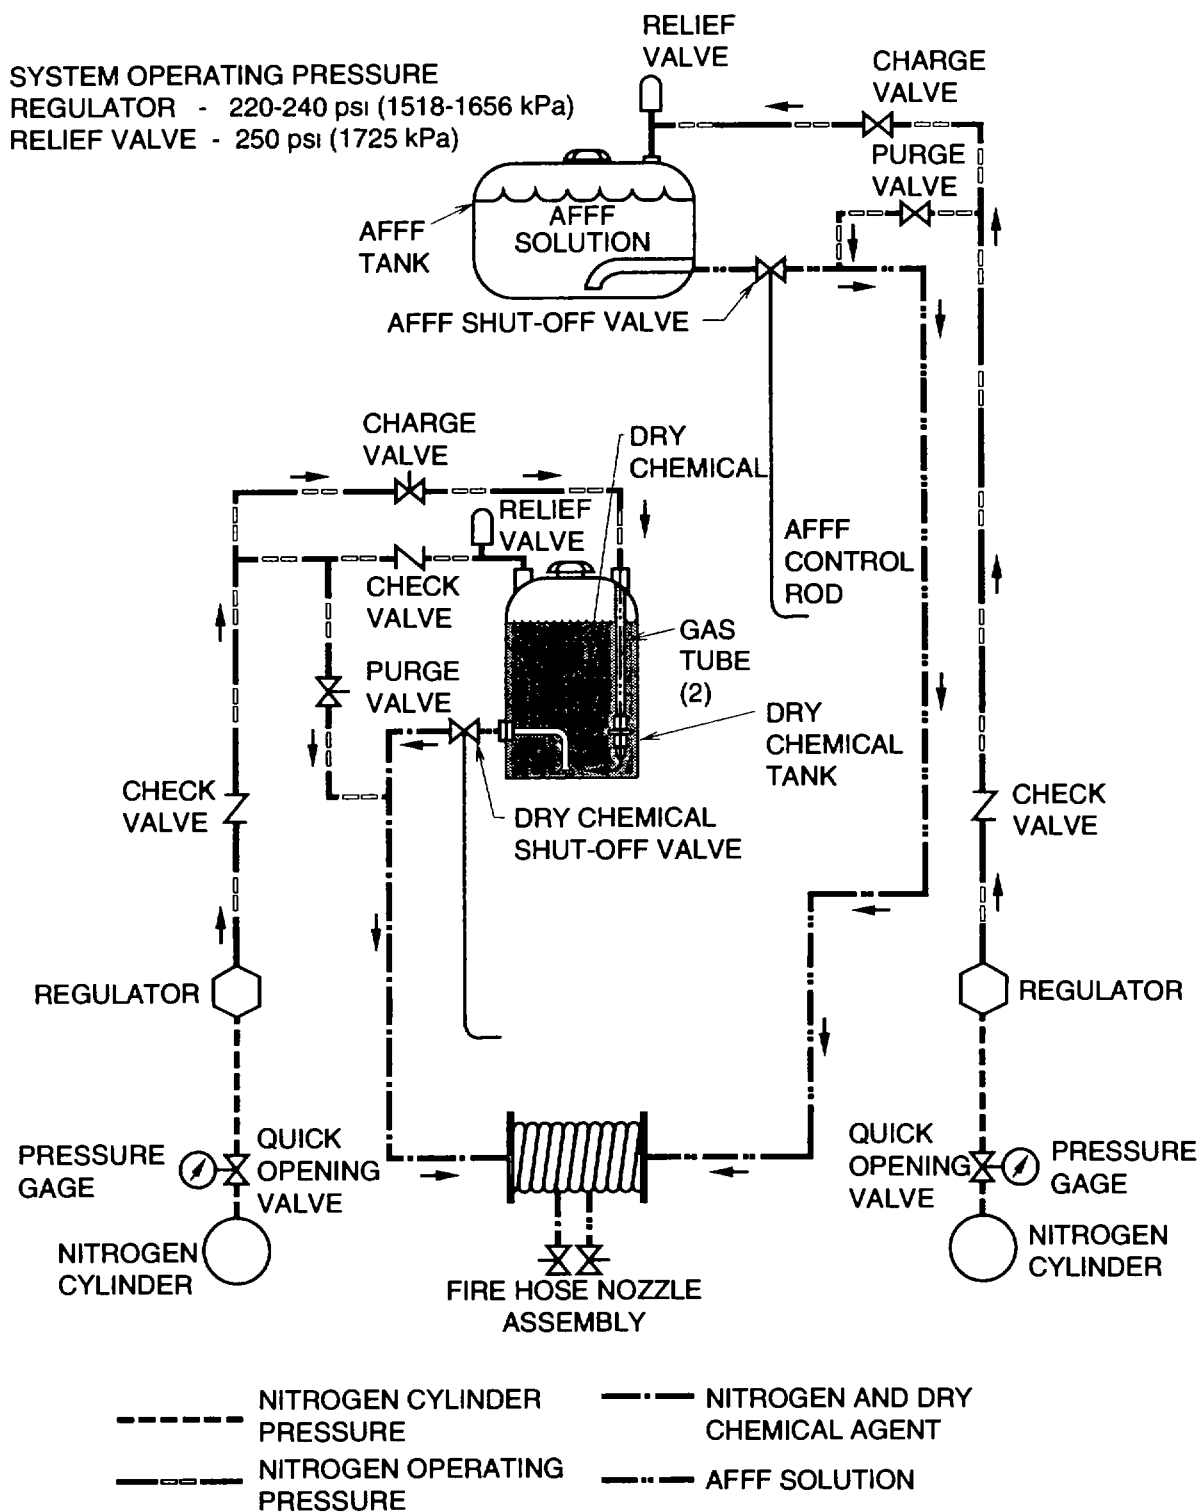 SYSTEM OPERATING PRESSURE
REGULATOR - 220-240 psi (1518-1656 kPa)
RELIEF VALVE - 250 psi (1725 kPa)
RELIEF
VALVE
CHARGE
VALVE
PURGE
VALVE
AFFF
TANK
AFFF
SOLUTION
AFFF SHUT-OFF VALVE
CHARGE
VALVE
DRY
CHEMICAL
RELIEF
VALVE
AFFF
CONTROL
ROD
CHECK
VALVE
GAS
TUBE
(2)
PURGE
VALVE
DRY
CHEMICAL
TANK
CHECK
VALVE
DRY CHEMICAL
SHUT-OFF VALVE
CHECK
VALVE
REGULATOR
REGULATOR
PRESSURE
GAGE
QUICK
OPENING
VALVE
QUICK
OPENING
VALVE
PRESSURE
GAGE
NITROGEN
CYLINDER
NITROGEN
CYLINDER
FIRE HOSE NOZZLE
ASSEMBLY
NITROGEN CYLINDER
PRESSURE
NITROGEN AND DRY
CHEMICAL AGENT
NITROGEN OPERATING
PRESSURE
AFFF SOLUTION